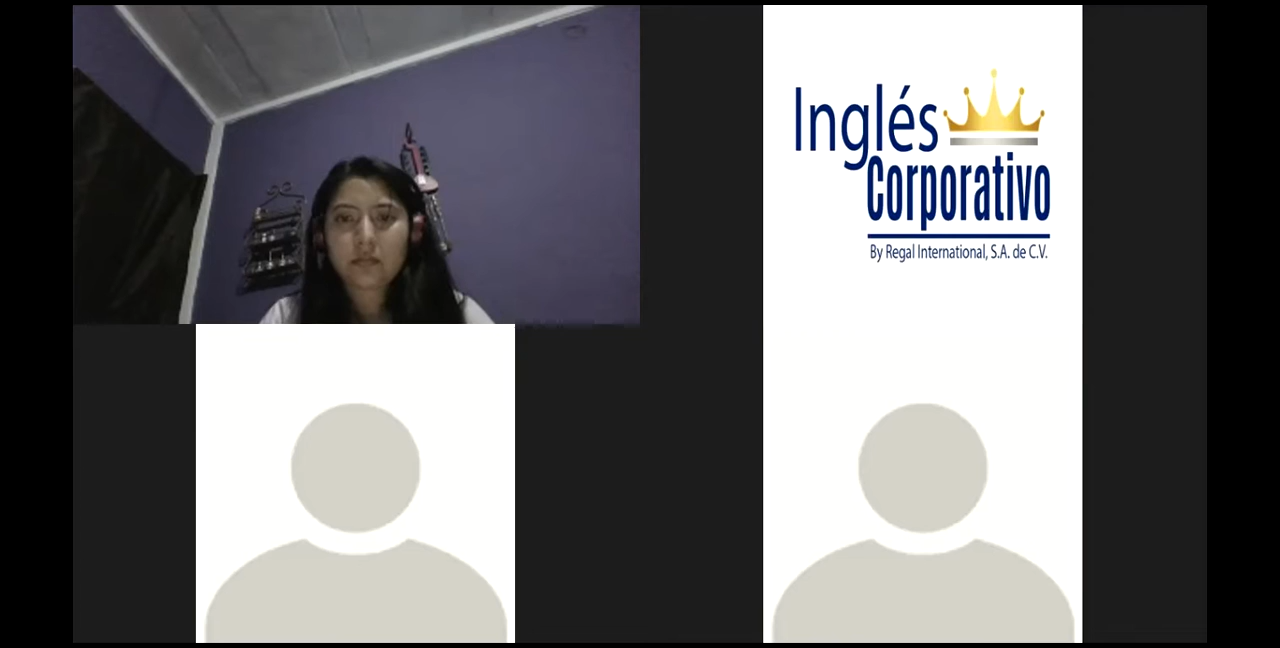 Inglés
Corporativo
By Regal International, S.A. de C.V.